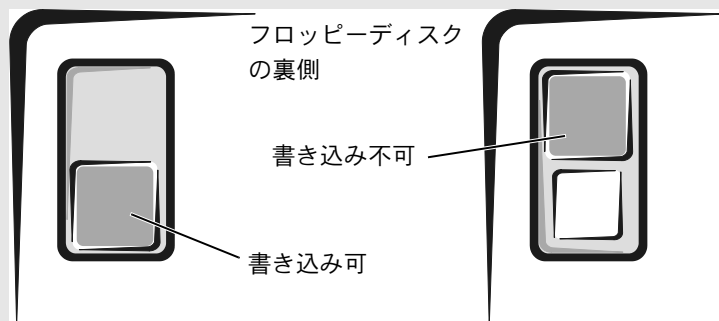 フロッピーディスク
の裏側
書き込み不可
書き込み可